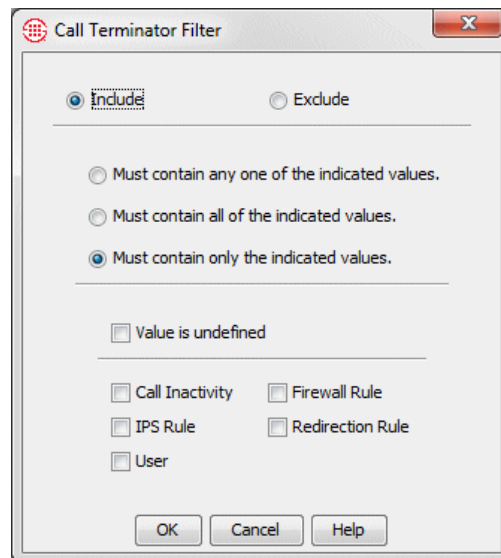 Call Terminator Filter
Include Exclude
Must contain any one of the indicated values.
Must contain all of the indicated values.
Must contain only the indicated values.
Value is undefined
Call Inactivity Firewall Rule
IPS Rule Redirection Rule
User
OK Cancel Help